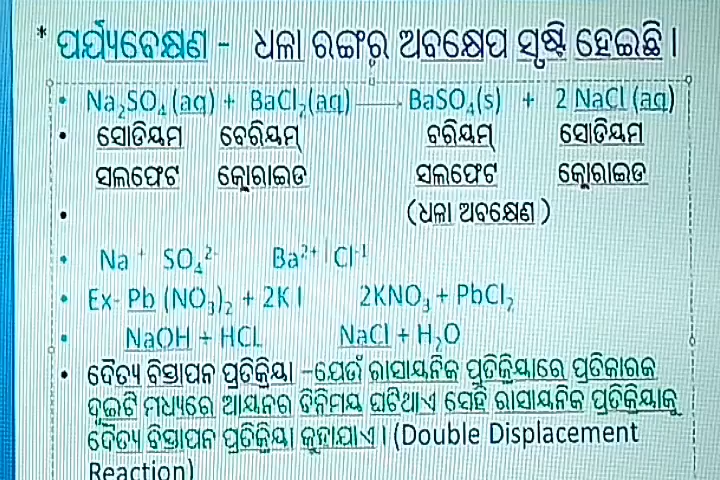 * ପର୍ଯ୍ୟବେକ୍ଷଣ - ଧଳା ରଙ୍ଗର ଅବକ୍ଷେପ ସୃଷ୍ଟି ହେଇଛି ।
• Na₂SO₄ (aq) + BaCl₂(aq) —— BaSO₄(s) + 2 NaCl (aq)
• ସୋଡିୟମ ବେରିୟମ୍ ବରିୟମ୍ ସୋଡିୟମ
ସଲଫେଟ କ୍ଲୋରାଇଡ ସଲଫେଟ କ୍ଲୋରାଇଡ
• (ଧଳା ଅବକ୍ଷେଣ )
• Na ⁺ SO₄²⁻ Ba²⁺ Cl⁻¹
• Ex- Pb (NO₃)₂ + 2K I 2KNO₃ + PbCl₂
• NaOH + HCL NaCl + H₂O
• ଦୈତ୍ୟ ବିସ୍ତାପନ ପ୍ରତିକ୍ରିୟା –ଯେଉଁ ରାସାୟନିକ ପ୍ରତିକ୍ରିୟାରେ ପ୍ରତିକାରକ
ଦୁଇଟି ମଧ୍ୟରେ ଆୟନର ବିନିମୟ ଘଟିଥାଏ ସେହି ରାସାୟନିକ ପ୍ରତିକ୍ରିୟାକୁ
ଦୈତ୍ୟ ବିସ୍ତାପନ ପ୍ରତିକ୍ରିୟା କୁହାଯାଏ । (Double Displacement
Reaction)